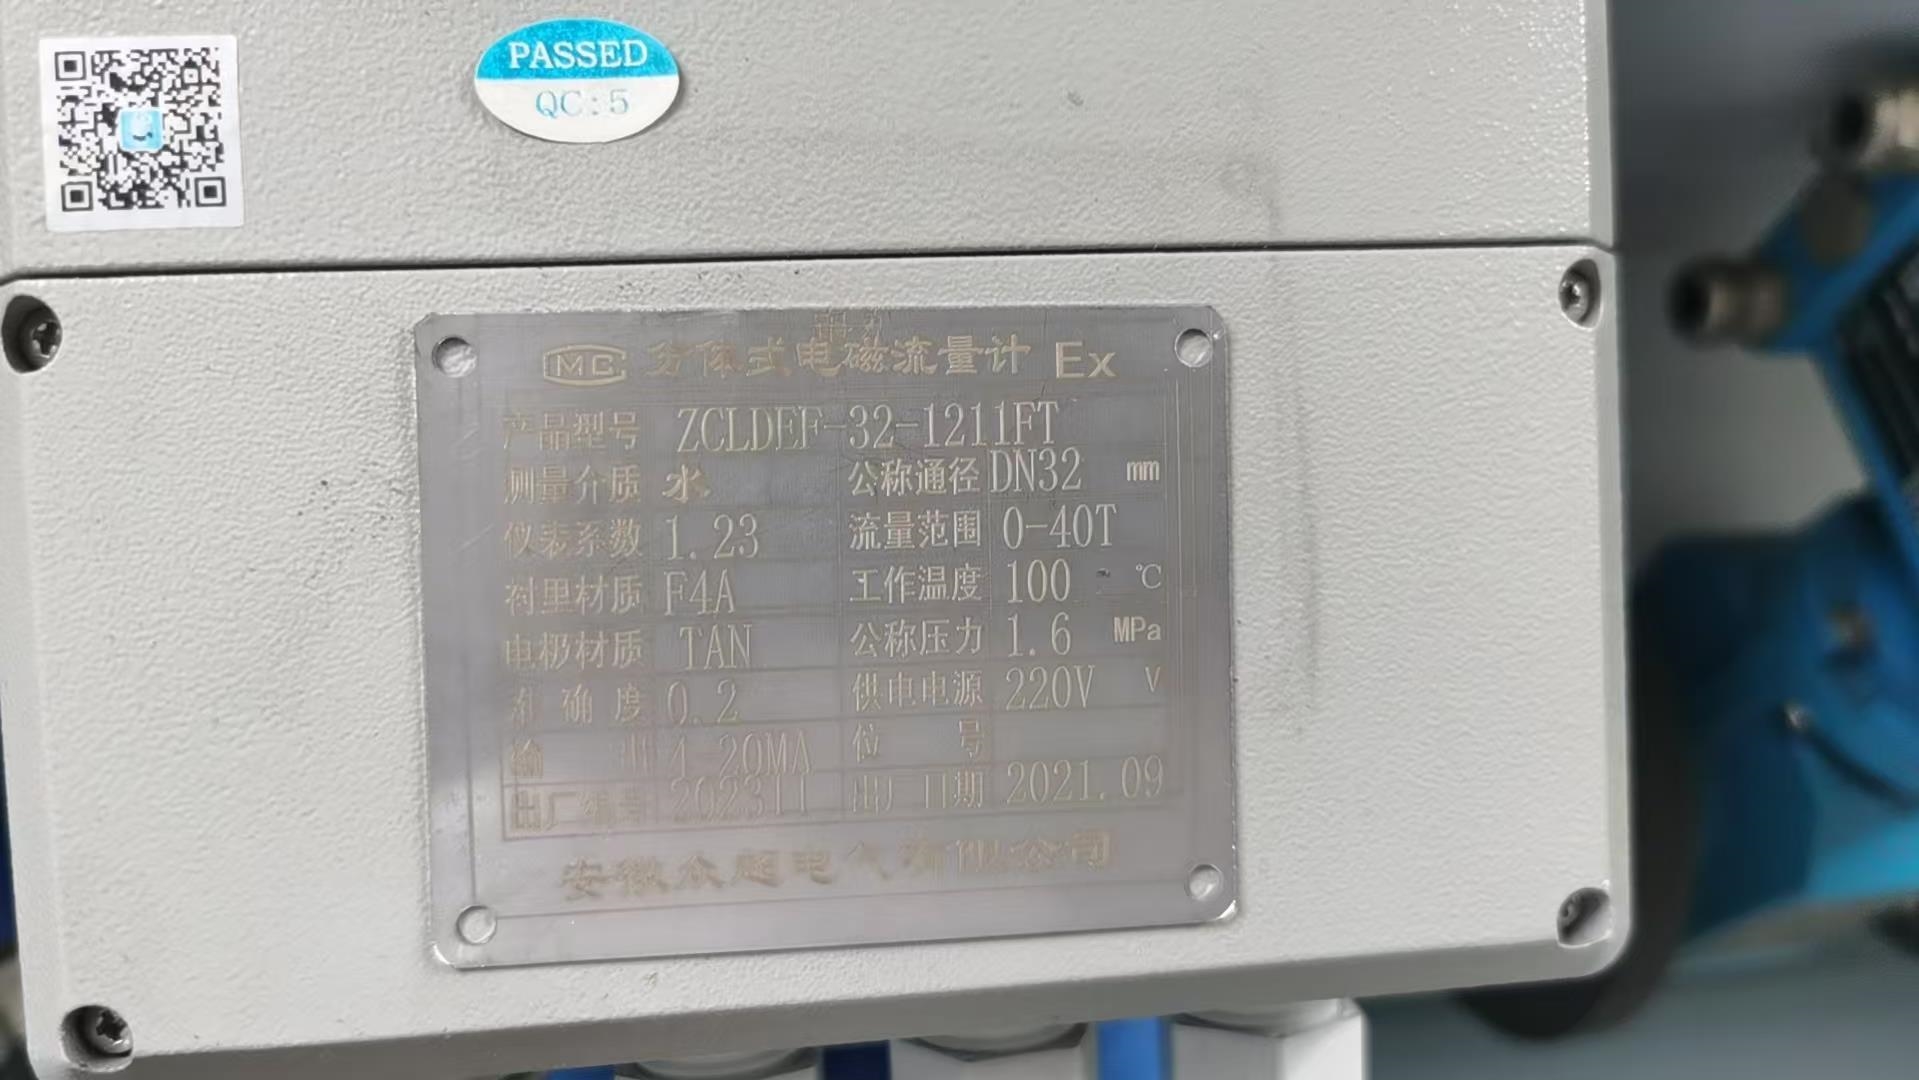 PASSED
QC:5
MC 分体式电磁流量计 Ex
产品型号 ZCLDEF-32-1211FT
测量介质 水 公称通径 DN32 mm
仪表系数 1.23 流量范围 0-40T
衬里材质 F4A 工作温度 100 ℃
电极材质 TAN 公称压力 1.6 MPa
准确度 0.2 供电电源 220V V
输出 4-20MA 位号
出厂编号 202311 出厂日期 2021.09
安徽众超电气有限公司